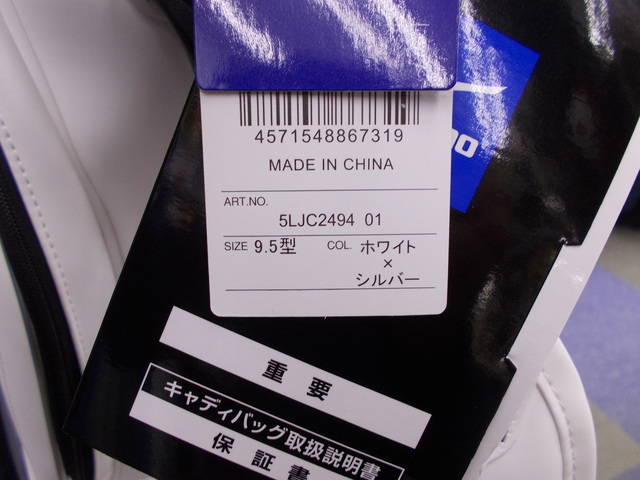 4571548867319
MADE IN CHINA
ART.NO.
5LJC2494 01
SIZE 9.5型 COL. ホワイト
×
シルバー
重要
キャディバッグ取扱説明書
保証書